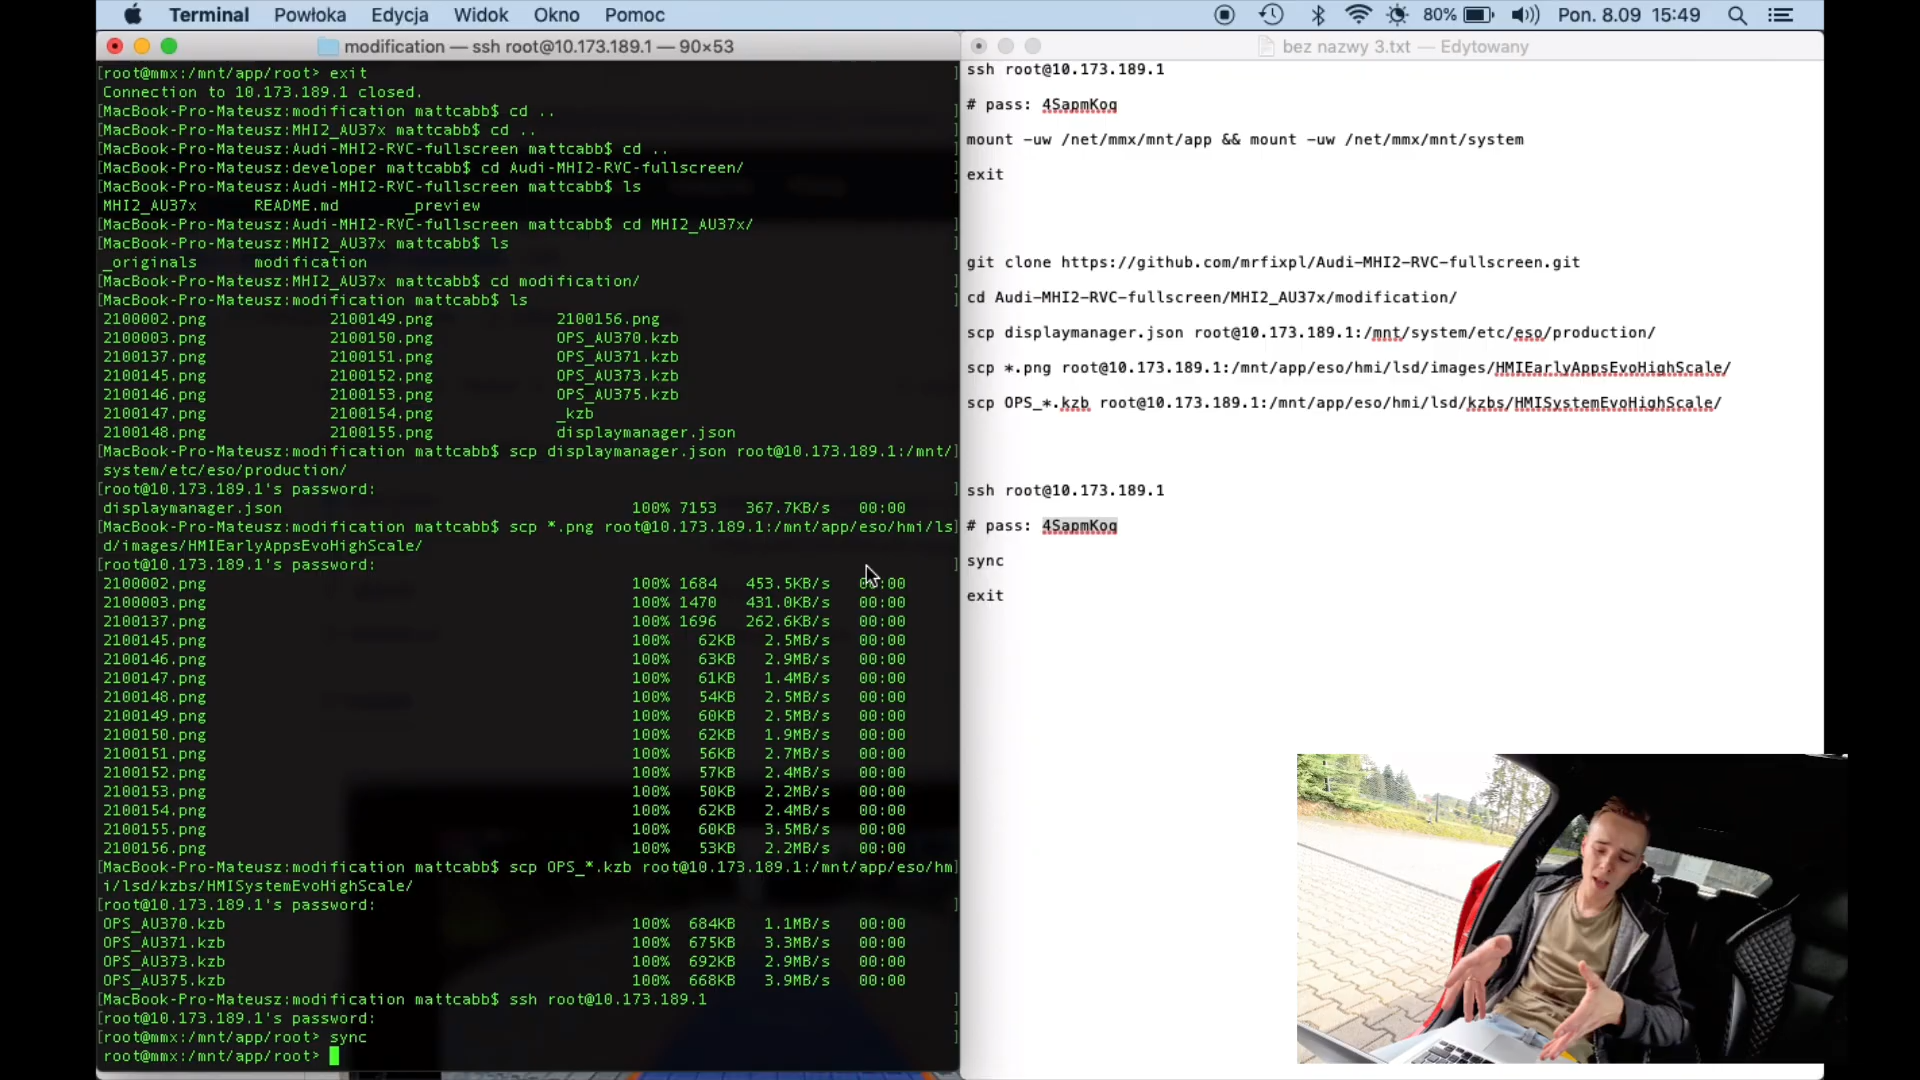 Terminal Powłoka Edycja Widok Okno Pomoc 80% Pon. 8.09 15:49
modification — ssh root@10.173.189.1 — 90×53
[root@mmx:/mnt/app/root> exit ]
Connection to 10.173.189.1 closed.
[MacBook-Pro-Mateusz:modification mattcabb$ cd .. ]
[MacBook-Pro-Mateusz:MHI2_AU37x mattcabb$ cd .. ]
[MacBook-Pro-Mateusz:Audi-MHI2-RVC-fullscreen mattcabb$ cd .. ]
[MacBook-Pro-Mateusz:developer mattcabb$ cd Audi-MHI2-RVC-fullscreen/ ]
[MacBook-Pro-Mateusz:Audi-MHI2-RVC-fullscreen mattcabb$ ls ]
MHI2_AU37x README.md _preview
[MacBook-Pro-Mateusz:Audi-MHI2-RVC-fullscreen mattcabb$ cd MHI2_AU37x/ ]
[MacBook-Pro-Mateusz:MHI2_AU37x mattcabb$ ls ]
_originals modification
[MacBook-Pro-Mateusz:MHI2_AU37x mattcabb$ cd modification/ ]
[MacBook-Pro-Mateusz:modification mattcabb$ ls ]
2100002.png 2100149.png 2100156.png
2100003.png 2100150.png OPS_AU370.kzb
2100137.png 2100151.png OPS_AU371.kzb
2100145.png 2100152.png OPS_AU373.kzb
2100146.png 2100153.png OPS_AU375.kzb
2100147.png 2100154.png _kzb
2100148.png 2100155.png displaymanager.json
[MacBook-Pro-Mateusz:modification mattcabb$ scp displaymanager.json root@10.173.189.1:/mnt/]
system/etc/eso/production/
[root@10.173.189.1's password: ]
displaymanager.json 100% 7153 367.7KB/s 00:00
[MacBook-Pro-Mateusz:modification mattcabb$ scp *.png root@10.173.189.1:/mnt/app/eso/hmi/ls]
d/images/HMIEarlyAppsEvoHighScale/
[root@10.173.189.1's password: ]
2100002.png 100% 1684 453.5KB/s 00:00
2100003.png 100% 1470 431.0KB/s 00:00
2100137.png 100% 1696 262.6KB/s 00:00
2100145.png 100% 62KB 2.5MB/s 00:00
2100146.png 100% 63KB 2.9MB/s 00:00
2100147.png 100% 61KB 1.4MB/s 00:00
2100148.png 100% 54KB 2.5MB/s 00:00
2100149.png 100% 60KB 2.5MB/s 00:00
2100150.png 100% 62KB 1.9MB/s 00:00
2100151.png 100% 56KB 2.7MB/s 00:00
2100152.png 100% 57KB 2.4MB/s 00:00
2100153.png 100% 50KB 2.2MB/s 00:00
2100154.png 100% 62KB 2.4MB/s 00:00
2100155.png 100% 60KB 3.5MB/s 00:00
2100156.png 100% 53KB 2.2MB/s 00:00
[MacBook-Pro-Mateusz:modification mattcabb$ scp OPS_*.kzb root@10.173.189.1:/mnt/app/eso/hm]
i/lsd/kzbs/HMISystemEvoHighScale/
[root@10.173.189.1's password: ]
OPS_AU370.kzb 100% 684KB 1.1MB/s 00:00
OPS_AU371.kzb 100% 675KB 3.3MB/s 00:00
OPS_AU373.kzb 100% 692KB 2.9MB/s 00:00
OPS_AU375.kzb 100% 668KB 3.9MB/s 00:00
[MacBook-Pro-Mateusz:modification mattcabb$ ssh root@10.173.189.1 ]
[root@10.173.189.1's password: ]
[root@mmx:/mnt/app/root> sync ]
root@mmx:/mnt/app/root>
bez nazwy 3.txt — Edytowany
ssh root@10.173.189.1
# pass: 4SapmKoq
mount -uw /net/mmx/mnt/app && mount -uw /net/mmx/mnt/system
exit
git clone https://github.com/mrfixpl/Audi-MHI2-RVC-fullscreen.git
cd Audi-MHI2-RVC-fullscreen/MHI2_AU37x/modification/
scp displaymanager.json root@10.173.189.1:/mnt/system/etc/eso/production/
scp *.png root@10.173.189.1:/mnt/app/eso/hmi/lsd/images/HMIEarlyAppsEvoHighScale/
scp OPS_*.kzb root@10.173.189.1:/mnt/app/eso/hmi/lsd/kzbs/HMISystemEvoHighScale/
ssh root@10.173.189.1
# pass: 4SapmKoq
sync
exit